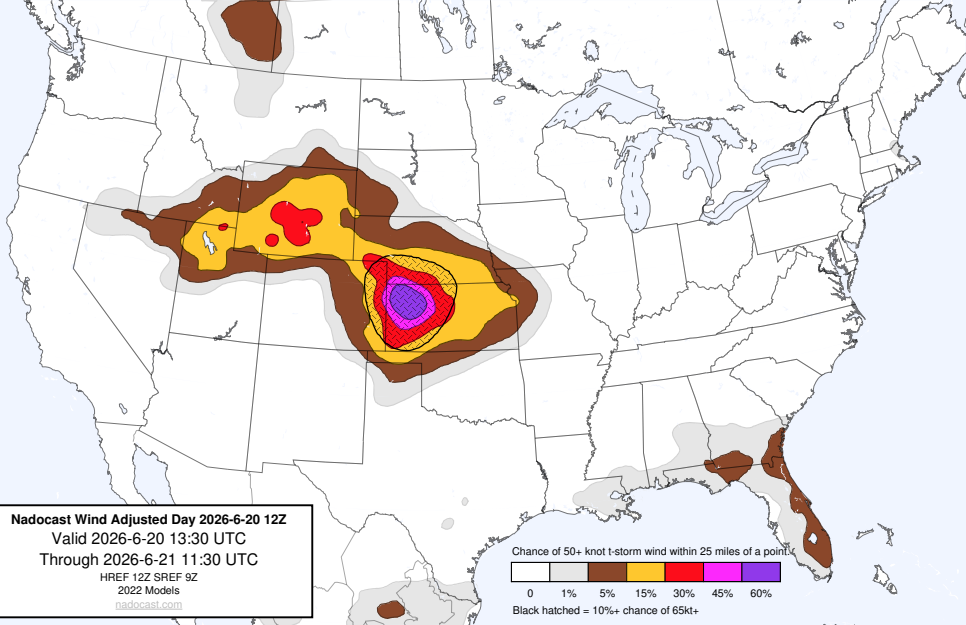 Nadocast Wind Adjusted Day 2026-6-20 12Z
Valid 2026-6-20 13:30 UTC
Through 2026-6-21 11:30 UTC
HREF 12Z SREF 9Z
2022 Models
nadocast.com
Chance of 50+ knot t-storm wind within 25 miles of a point.
0 1% 5% 15% 30% 45% 60%
Black hatched = 10%+ chance of 65kt+